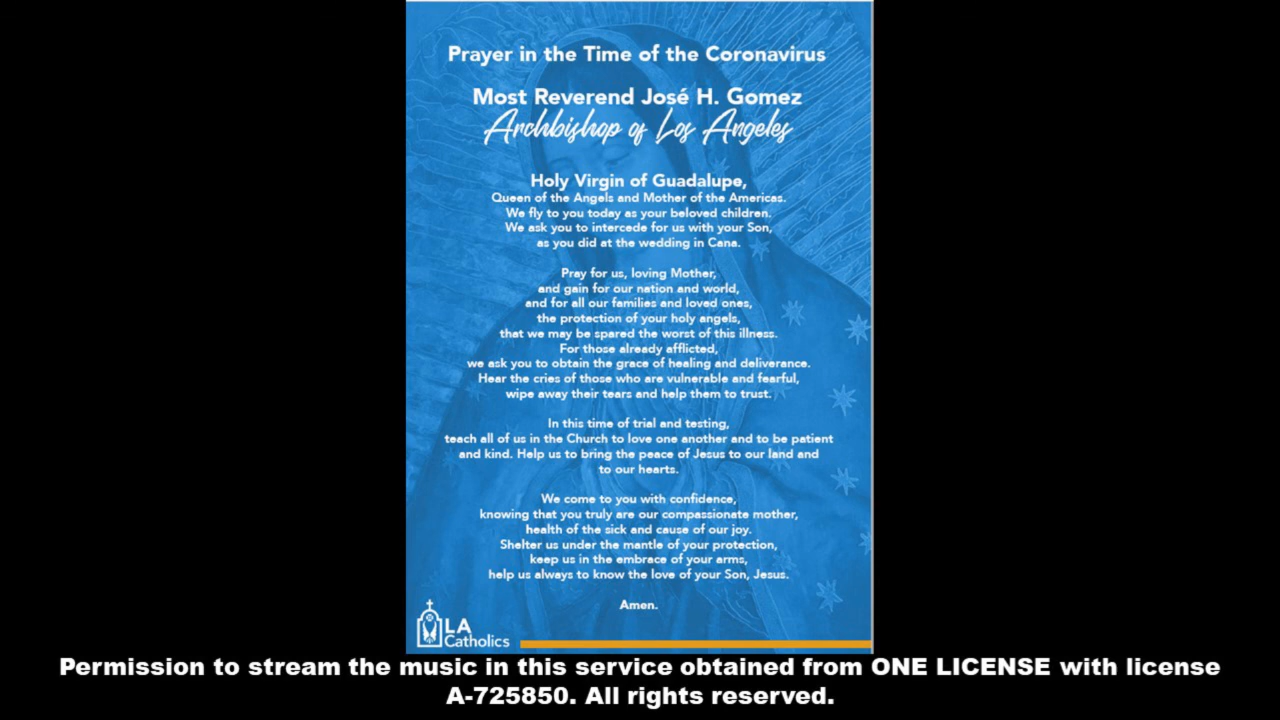 Prayer in the Time of the Coronavirus
Most Reverend José H. Gomez
Archbishop of Los Angeles
Holy Virgin of Guadalupe,
Queen of the Angels and Mother of the Americas.
We fly to you today as your beloved children.
We ask you to intercede for us with your Son,
as you did at the wedding in Cana.
Pray for us, loving Mother,
and gain for our nation and world,
and for all our families and loved ones,
the protection of your holy angels,
that we may be spared the worst of this illness.
For those already afflicted,
we ask you to obtain the grace of healing and deliverance.
Hear the cries of those who are vulnerable and fearful,
wipe away their tears and help them to trust.
In this time of trial and testing,
teach all of us in the Church to love one another and to be patient
and kind. Help us to bring the peace of Jesus to our land and
to our hearts.
We come to you with confidence,
knowing that you truly are our compassionate mother,
health of the sick and cause of our joy.
Shelter us under the mantle of your protection,
keep us in the embrace of your arms,
help us always to know the love of your Son, Jesus.
Amen.
LA
Catholics
Permission to stream the music in this service obtained from ONE LICENSE with license
A-725850. All rights reserved.